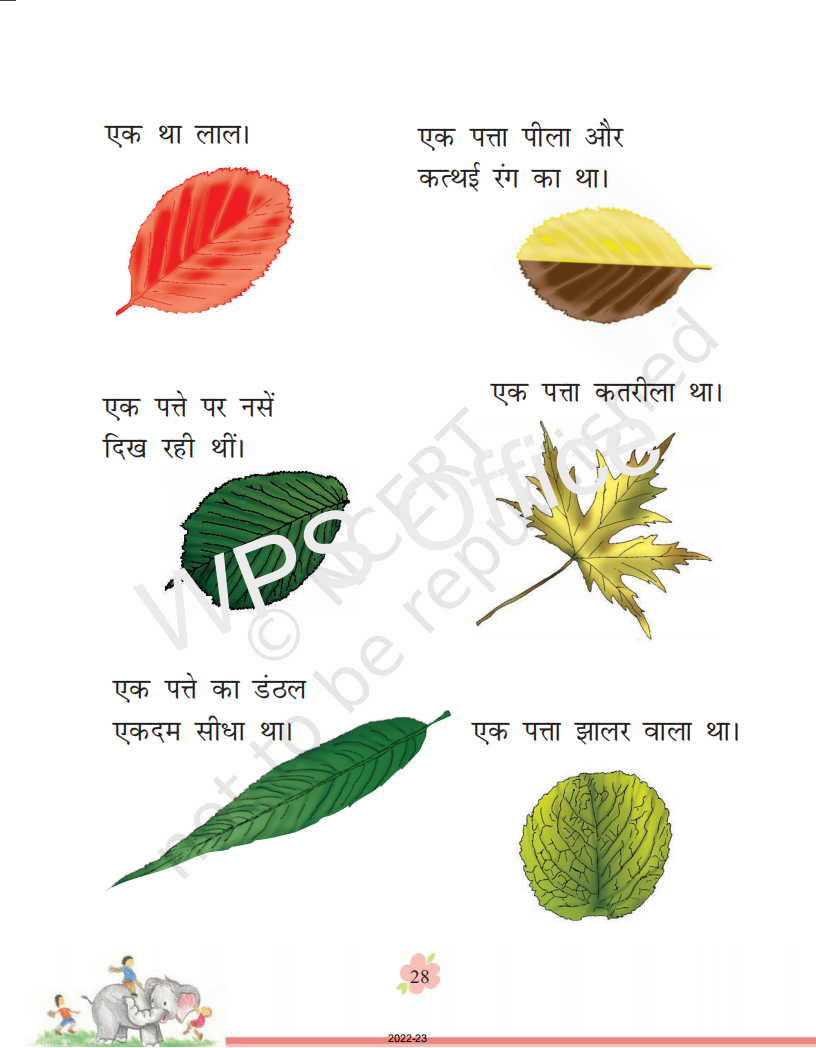 एक था लाल।
एक पत्ता पीला और
कत्थई रंग का था।
एक पत्ते पर नसें
दिख रही थीं।
एक पत्ता कतरीला था।
एक पत्ते का डंठल
एकदम सीधा था।
एक पत्ता झालर वाला था।
WPS Office
© NCERT
not to be republished
28
2022-23